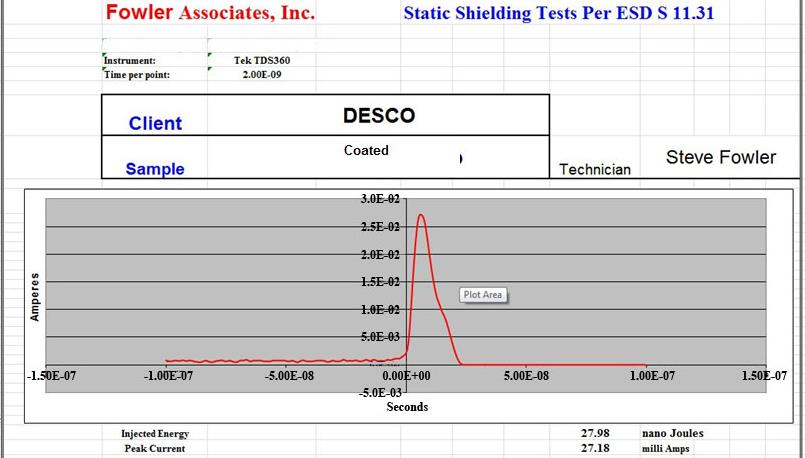 Fowler Associates, Inc.
Static Shielding Tests Per ESD S 11.31
Instrument: Tek TDS360
Time per point: 2.00E-09
Client DESCO
Sample Coated
Technician Steve Fowler
3.0E-02
2.5E-02
2.0E-02
1.5E-02
1.0E-02
5.0E-03
-5.0E-03
Amperes
Plot Area
-1.50E-07 -1.00E-07 -5.00E-08 0.00E+00 5.00E-08 1.00E-07 1.50E-07
Seconds
Injected Energy 27.98 nano Joules
Peak Current 27.18 milli Amps